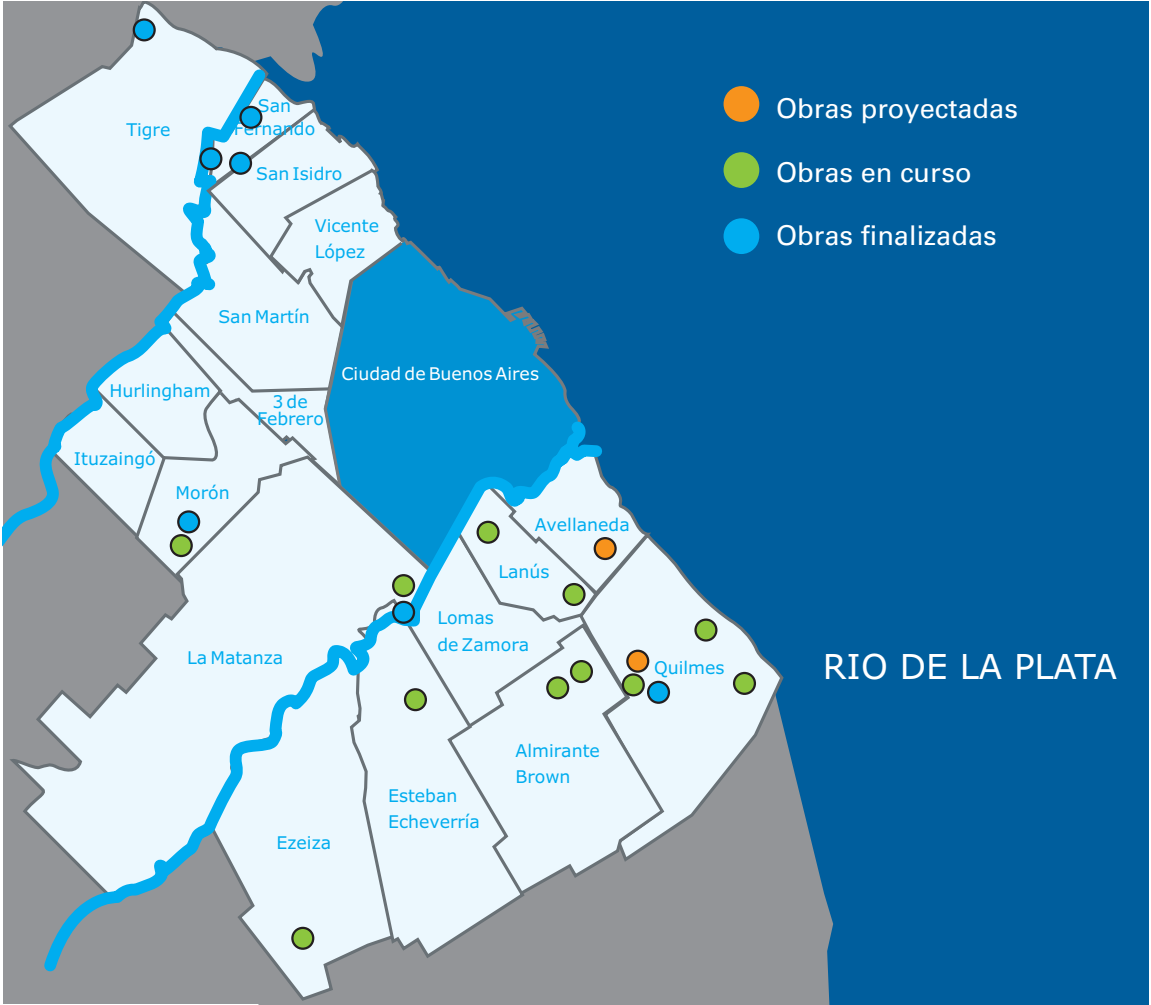 Obras proyectadas
Obras en curso
Obras finalizadas
Tigre
San
Fernando
San Isidro
Vicente
López
San Martín
Ciudad de Buenos Aires
Hurlingham
3 de
Febrero
Ituzaingó
Morón
Avellaneda
Lanús
Lomas
de Zamora
La Matanza
Quilmes
RIO DE LA PLATA
Almirante
Brown
Esteban
Echeverría
Ezeiza